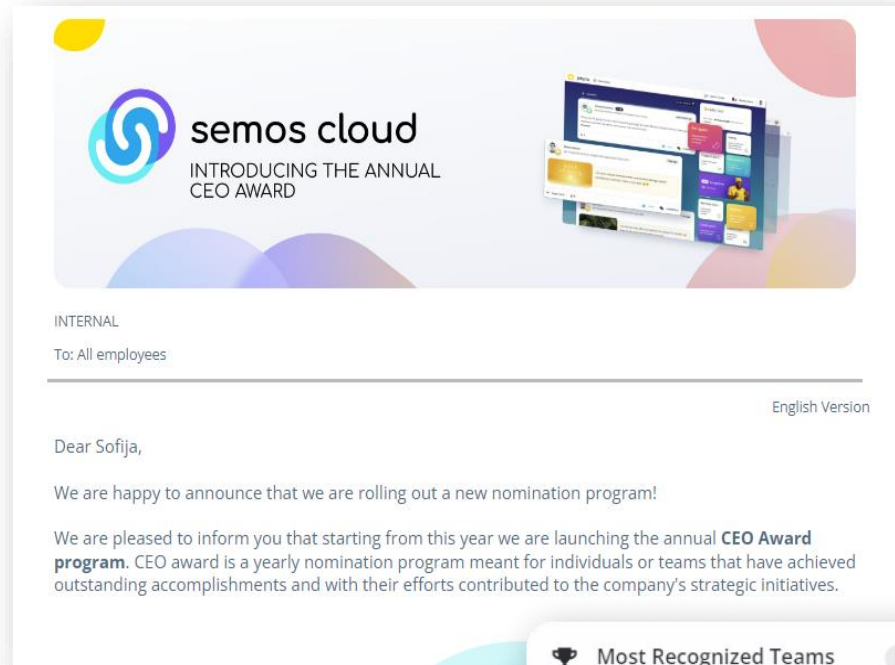 semos cloud
INTRODUCING THE ANNUAL
CEO AWARD
INTERNAL
To: All employees
English Version
Dear Sofija,
We are happy to announce that we are rolling out a new nomination program!
We are pleased to inform you that starting from this year we are launching the annual CEO Award
program. CEO award is a yearly nomination program meant for individuals or teams that have achieved
outstanding accomplishments and with their efforts contributed to the company's strategic initiatives.
Most Recognized Teams